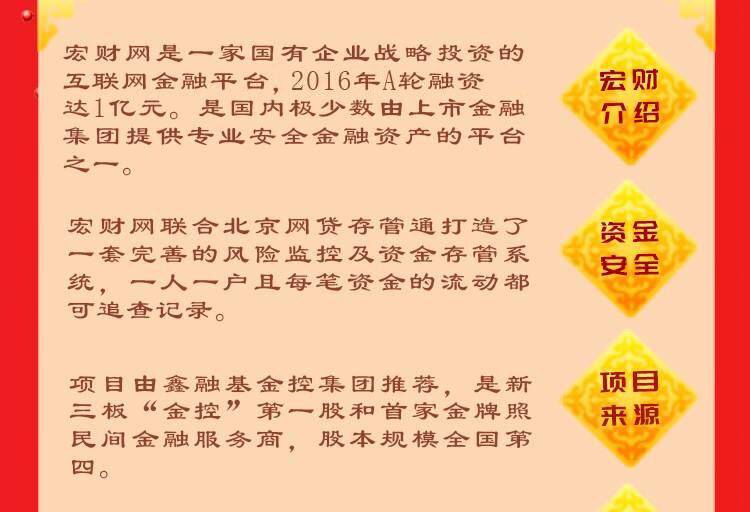 宏财网是一家国有企业战略投资的
互联网金融平台,2016年A轮融资
达1亿元。是国内极少数由上市金融
集团提供专业安全金融资产的平台
之一。
宏财
介绍
宏财网联合北京网贷存管通打造了
一套完善的风险监控及资金存管系
统，一人一户且每笔资金的流动都
可追查记录。
资金
安全
项目由鑫融基金控集团推荐，是新
三板“金控”第一股和首家金牌照
民间金融服务商，股本规模全国第
四。
项目
来源